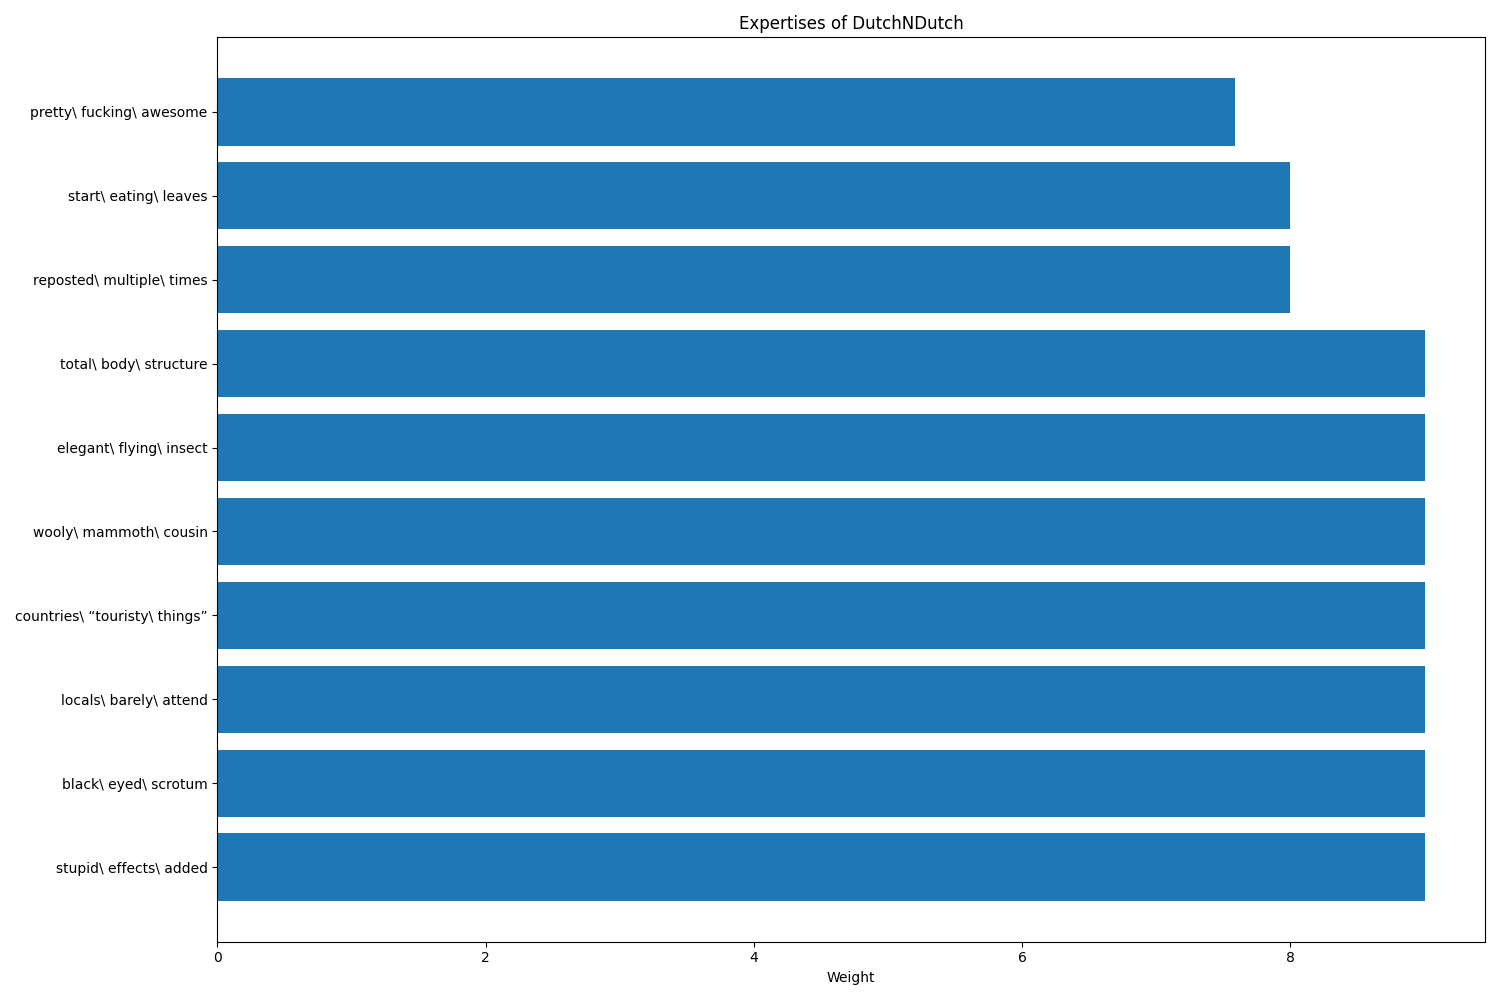 Expertises of DutchNDutch
pretty\ fucking\ awesome
start\ eating\ leaves
reposted\ multiple\ times
total\ body\ structure
elegant\ flying\ insect
wooly\ mammoth\ cousin
countries\ “touristy\ things”
locals\ barely\ attend
black\ eyed\ scrotum
stupid\ effects\ added
0 2 4 6 8
Weight